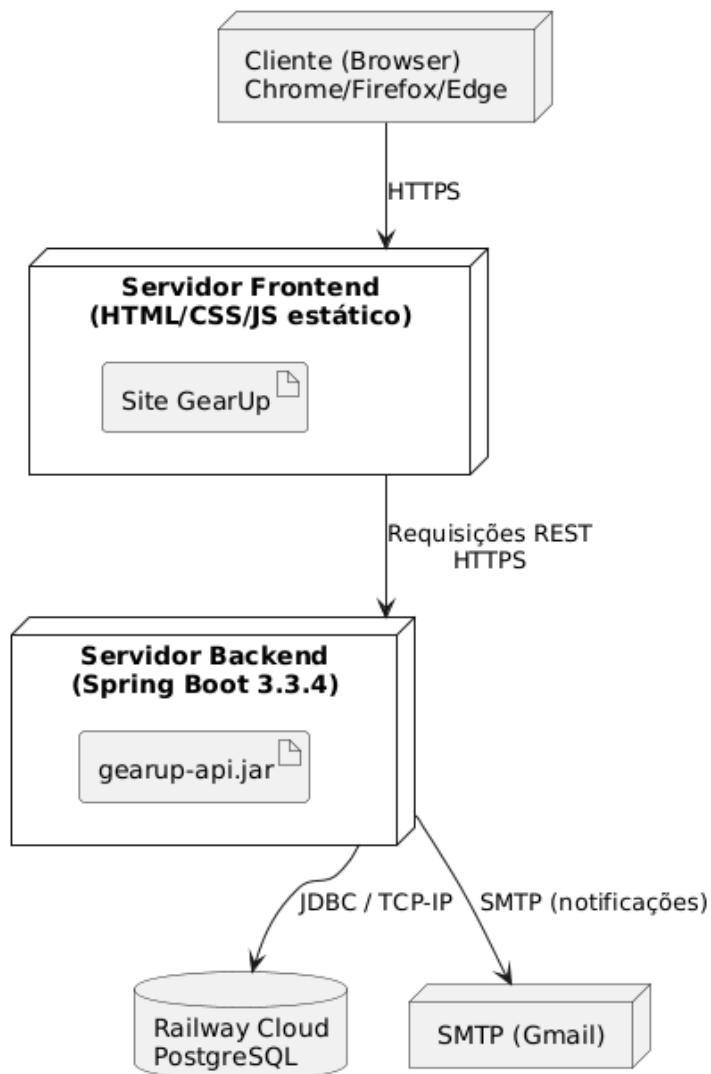 Cliente (Browser)
Chrome/Firefox/Edge
HTTPS
Servidor Frontend
(HTML/CSS/JS estático)
Site GearUp
Requisições REST
HTTPS
Servidor Backend
(Spring Boot 3.3.4)
gearup-api.jar
JDBC / TCP-IP
SMTP (notificações)
Railway Cloud
PostgreSQL
SMTP (Gmail)